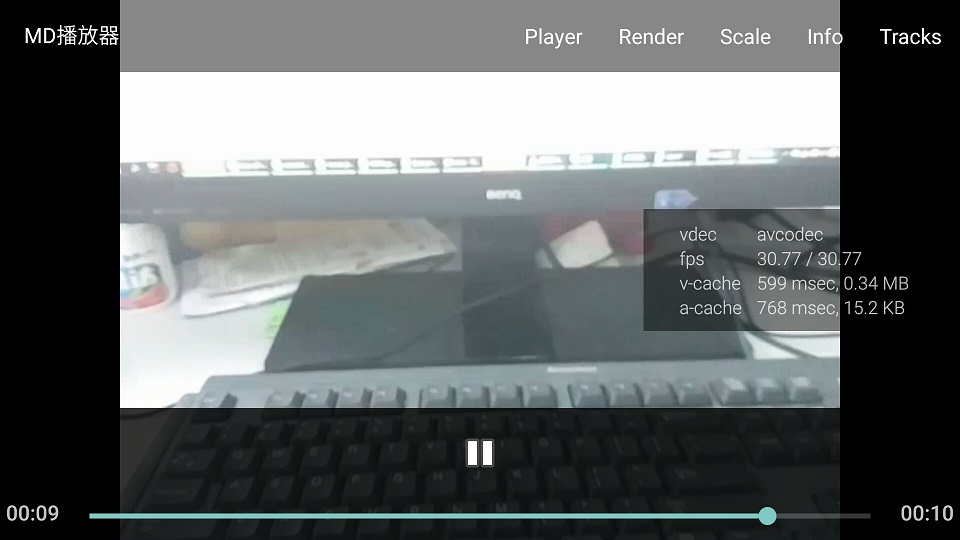 MD播放器
Player Render Scale Info Tracks
BenQ
vdec avcodec
fps 30.77 / 30.77
v-cache 599 msec, 0.34 MB
a-cache 768 msec, 15.2 KB
00:09
00:10